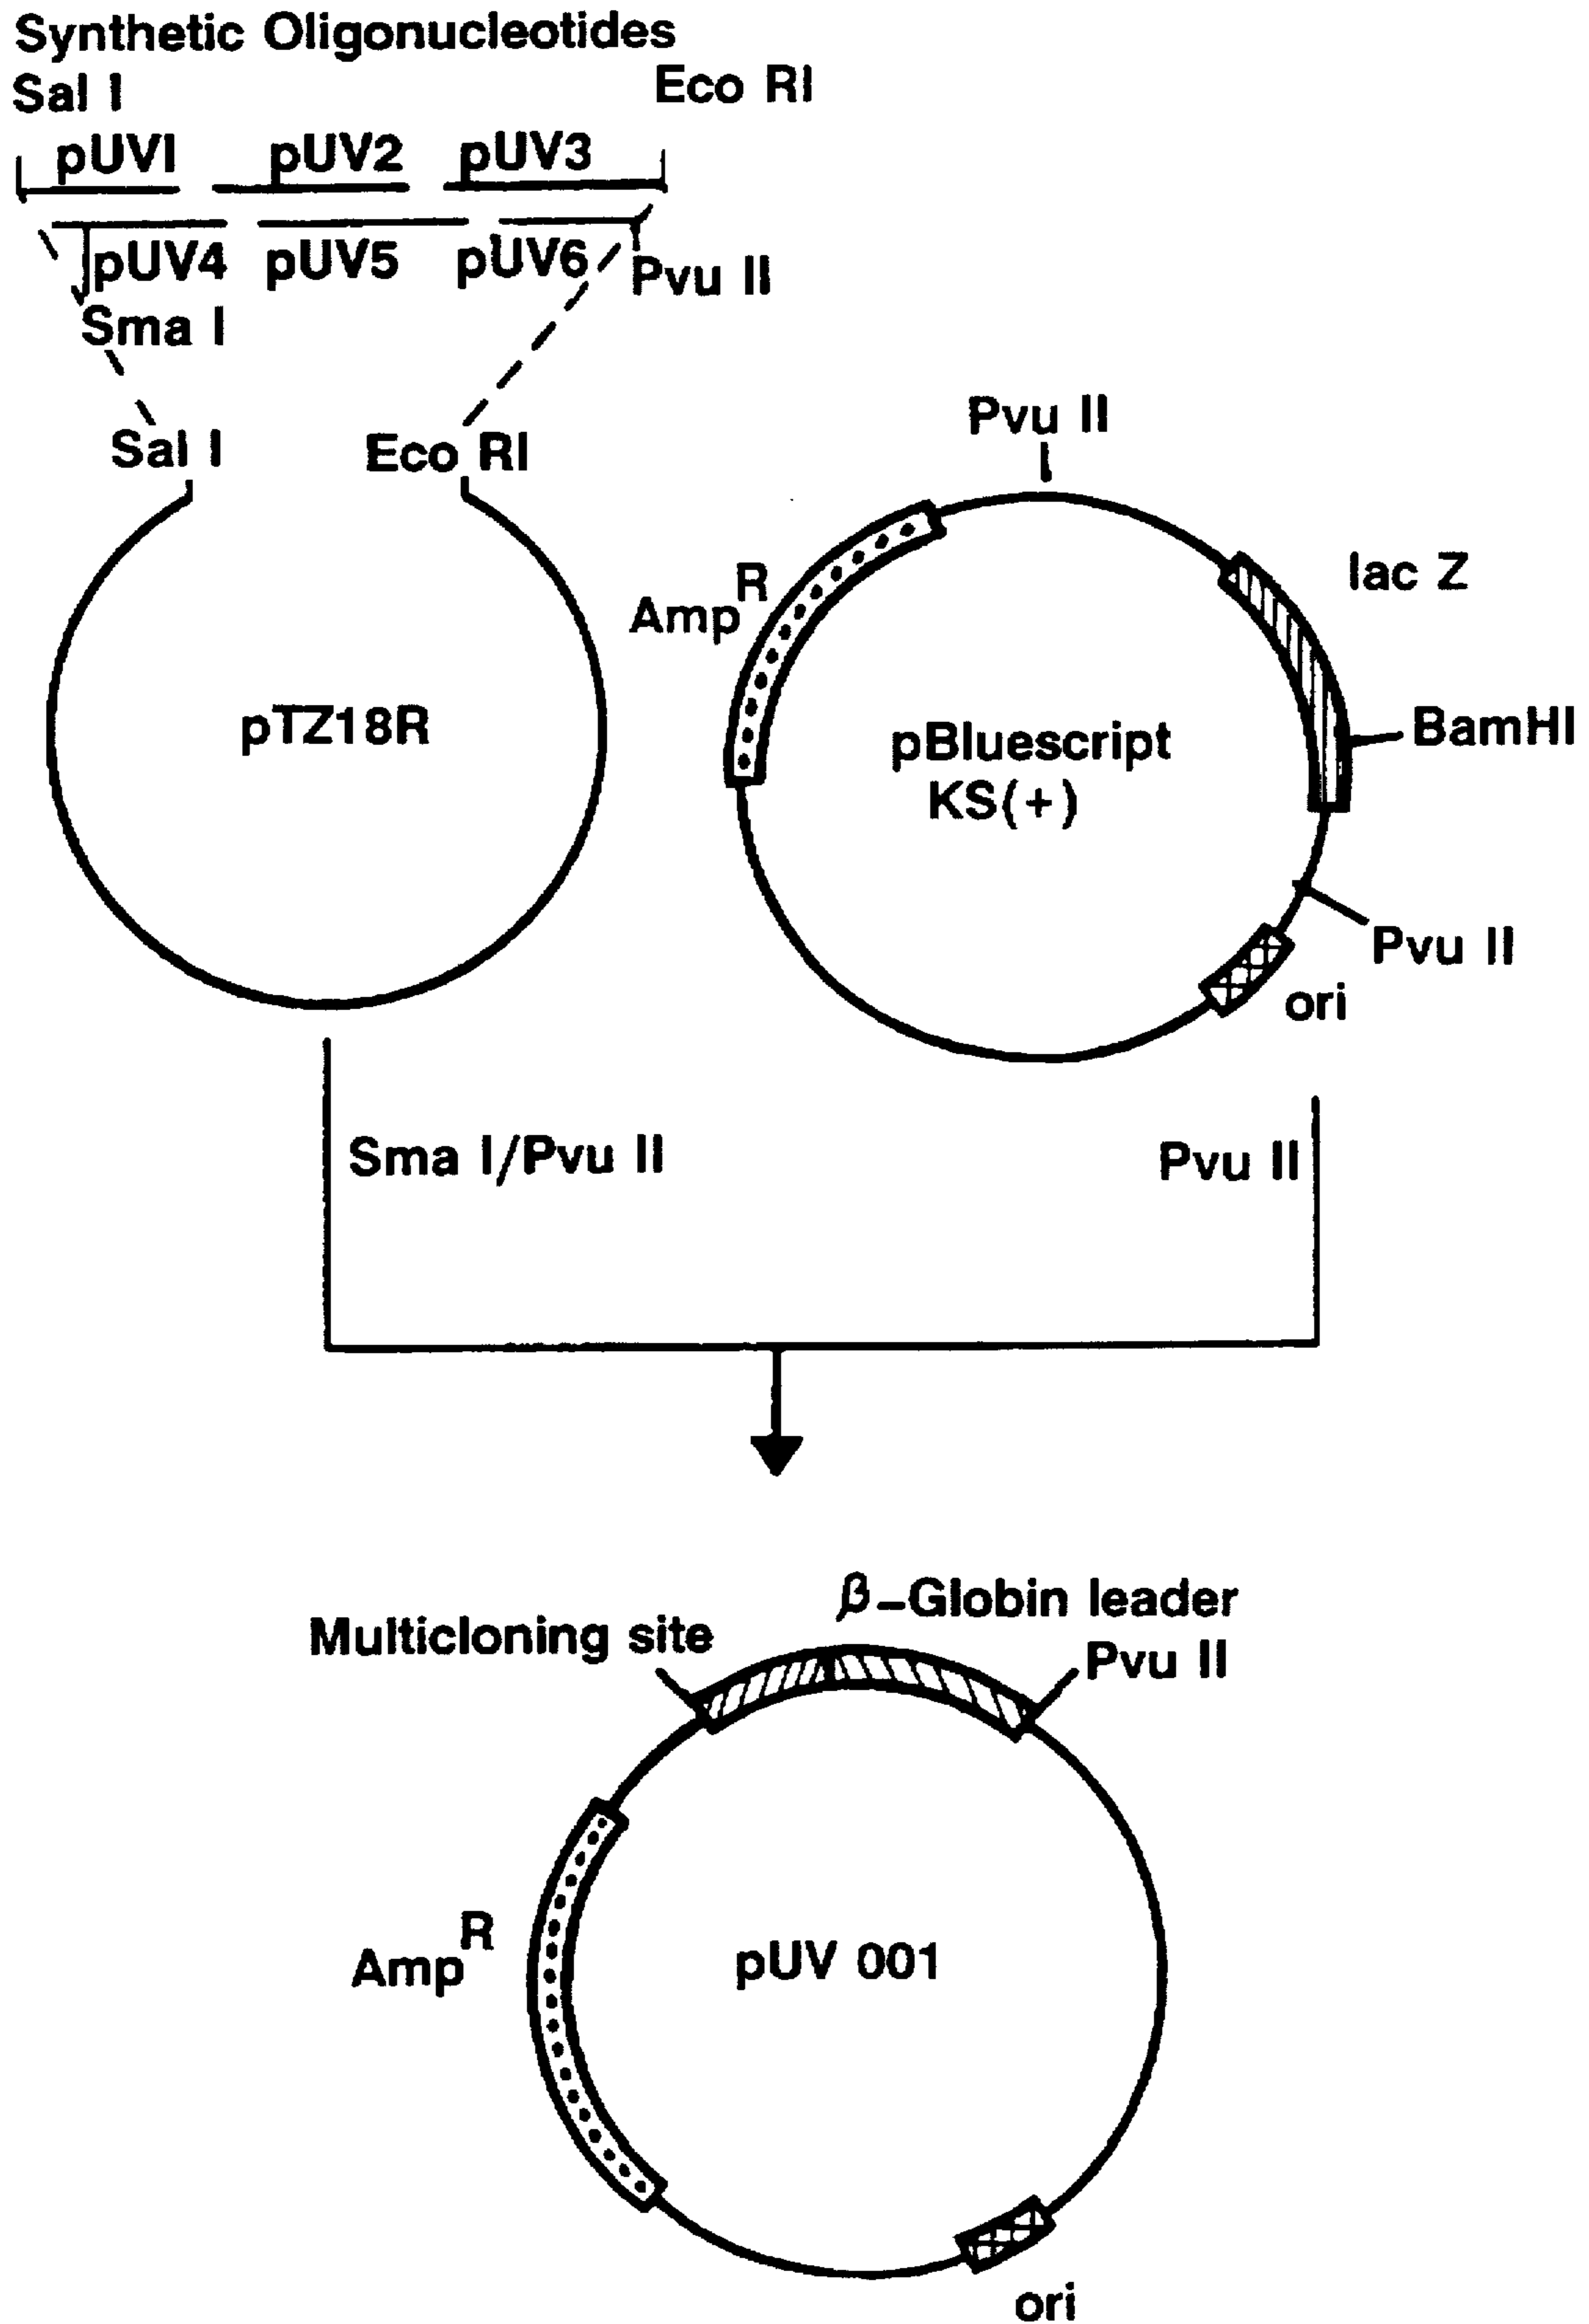 Synthetic Oligonucleotides
Sal I
Eco RI
pUVI pUV2 pUV3
pUV4 pUV5 pUV6 Pvu II
Sma I
Sal I Eco RI
pTZ18R
Pvu II
lac Z
Amp R
BamHI
pBluescript
KS(+)
Pvu II
ori
Sma I/Pvu II
Pvu II
β-Globin leader
Multicloning site
Pvu II
Amp R
pUV 001
ori